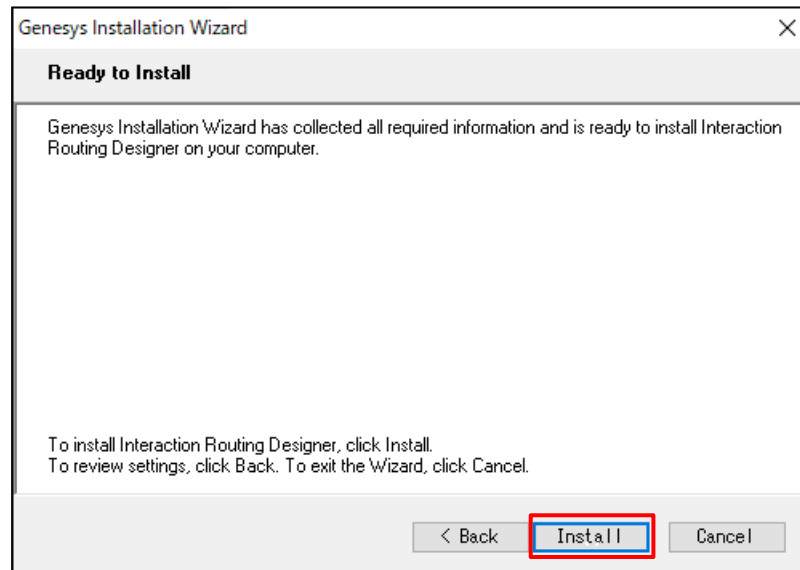 Genesys Installation Wizard
Ready to Install
Genesys Installation Wizard has collected all required information and is ready to install Interaction
Routing Designer on your computer.
To install Interaction Routing Designer, click Install.
To review settings, click Back. To exit the Wizard, click Cancel.
< Back Install Cancel